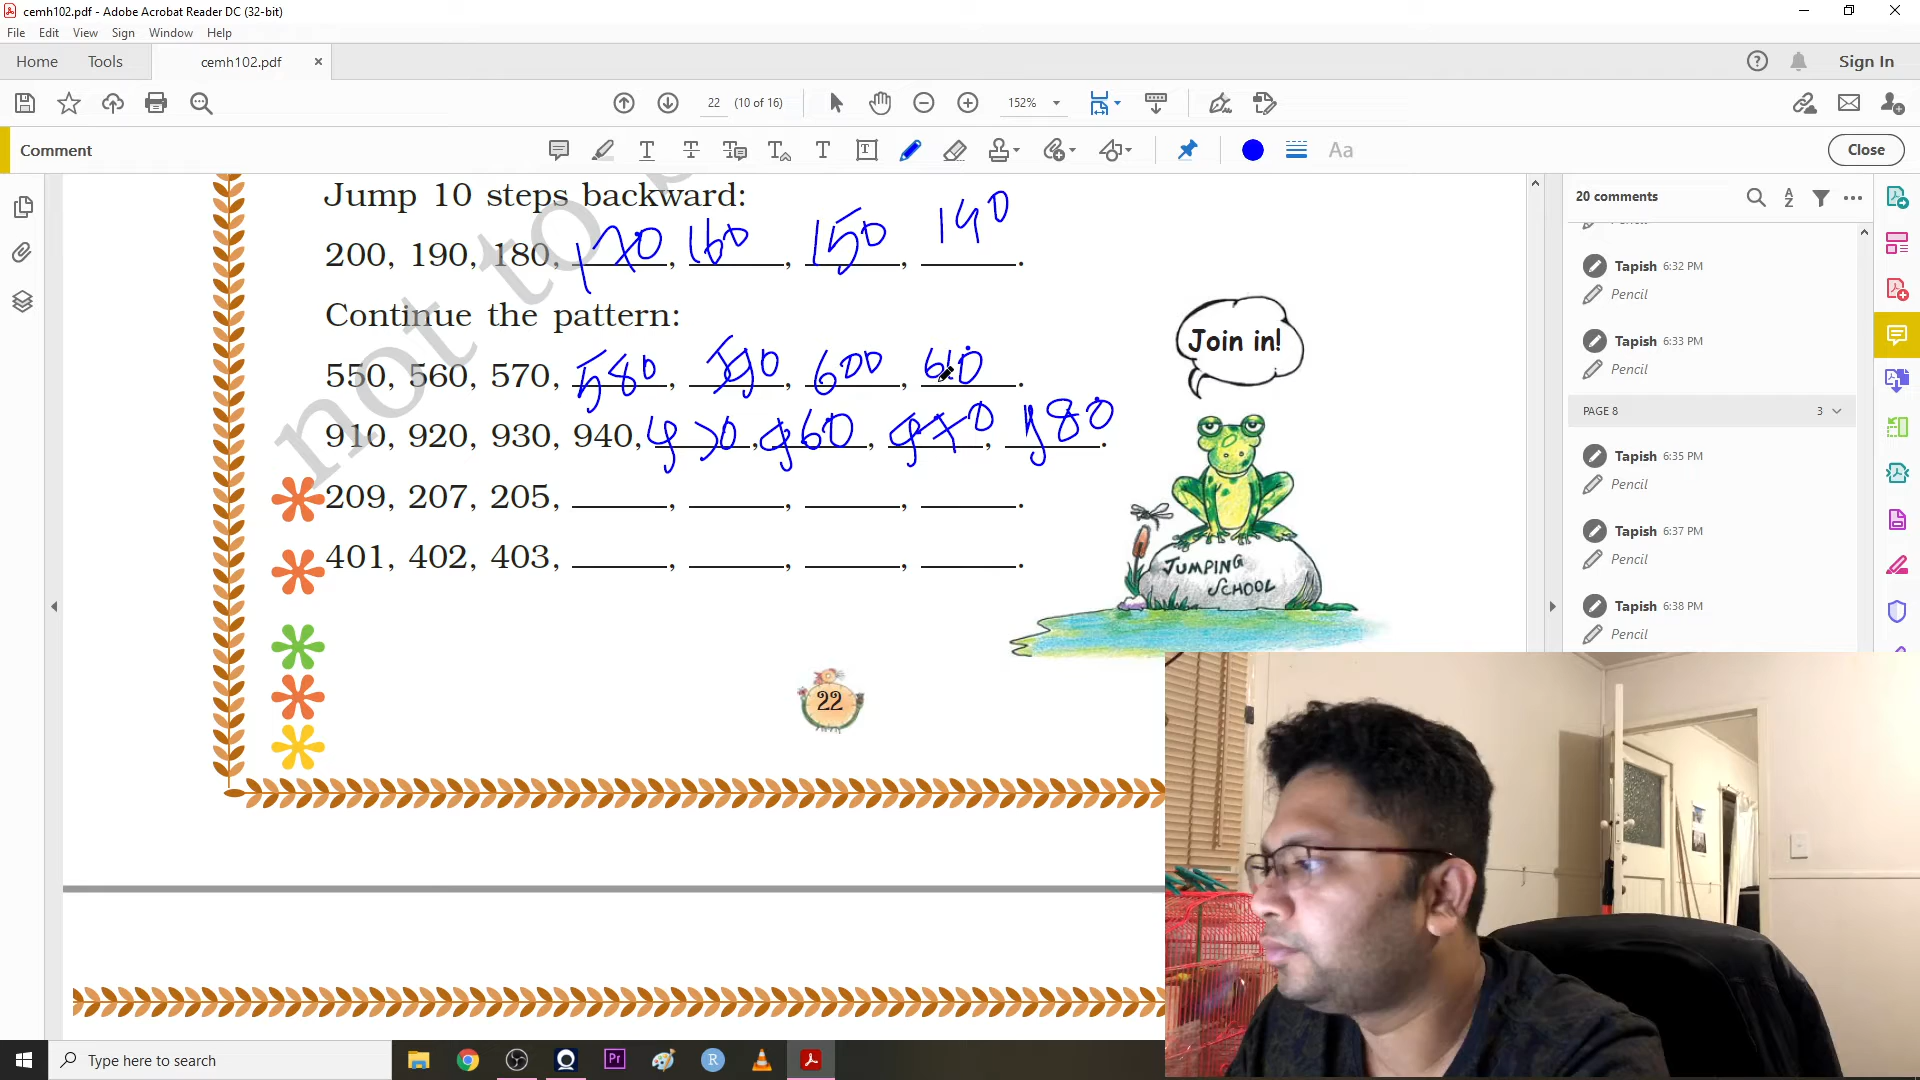 cemh102.pdf - Adobe Acrobat Reader DC (32-bit)
File Edit View Sign Window Help
Home Tools cemh102.pdf × Sign In
22 (10 of 16) 152%
Comment Aa Close
20 comments
Pencil
Tapish 6:32 PM
Pencil
Tapish 6:33 PM
Pencil
PAGE 8 3
Tapish 6:35 PM
Pencil
Tapish 6:37 PM
Pencil
Tapish 6:38 PM
Pencil
not to
Jump 10 steps backward:
200, 190, 180, 170, 160, 150, 140.
Continue the pattern:
550, 560, 570, 580, 590, 600, 610.
910, 920, 930, 940, 950, 960, 970, 980.
209, 207, 205, ____, ____, ____, ____.
401, 402, 403, ____, ____, ____, ____.
Join in!
JUMPING
SCHOOL
22
Type here to search
Pr
R